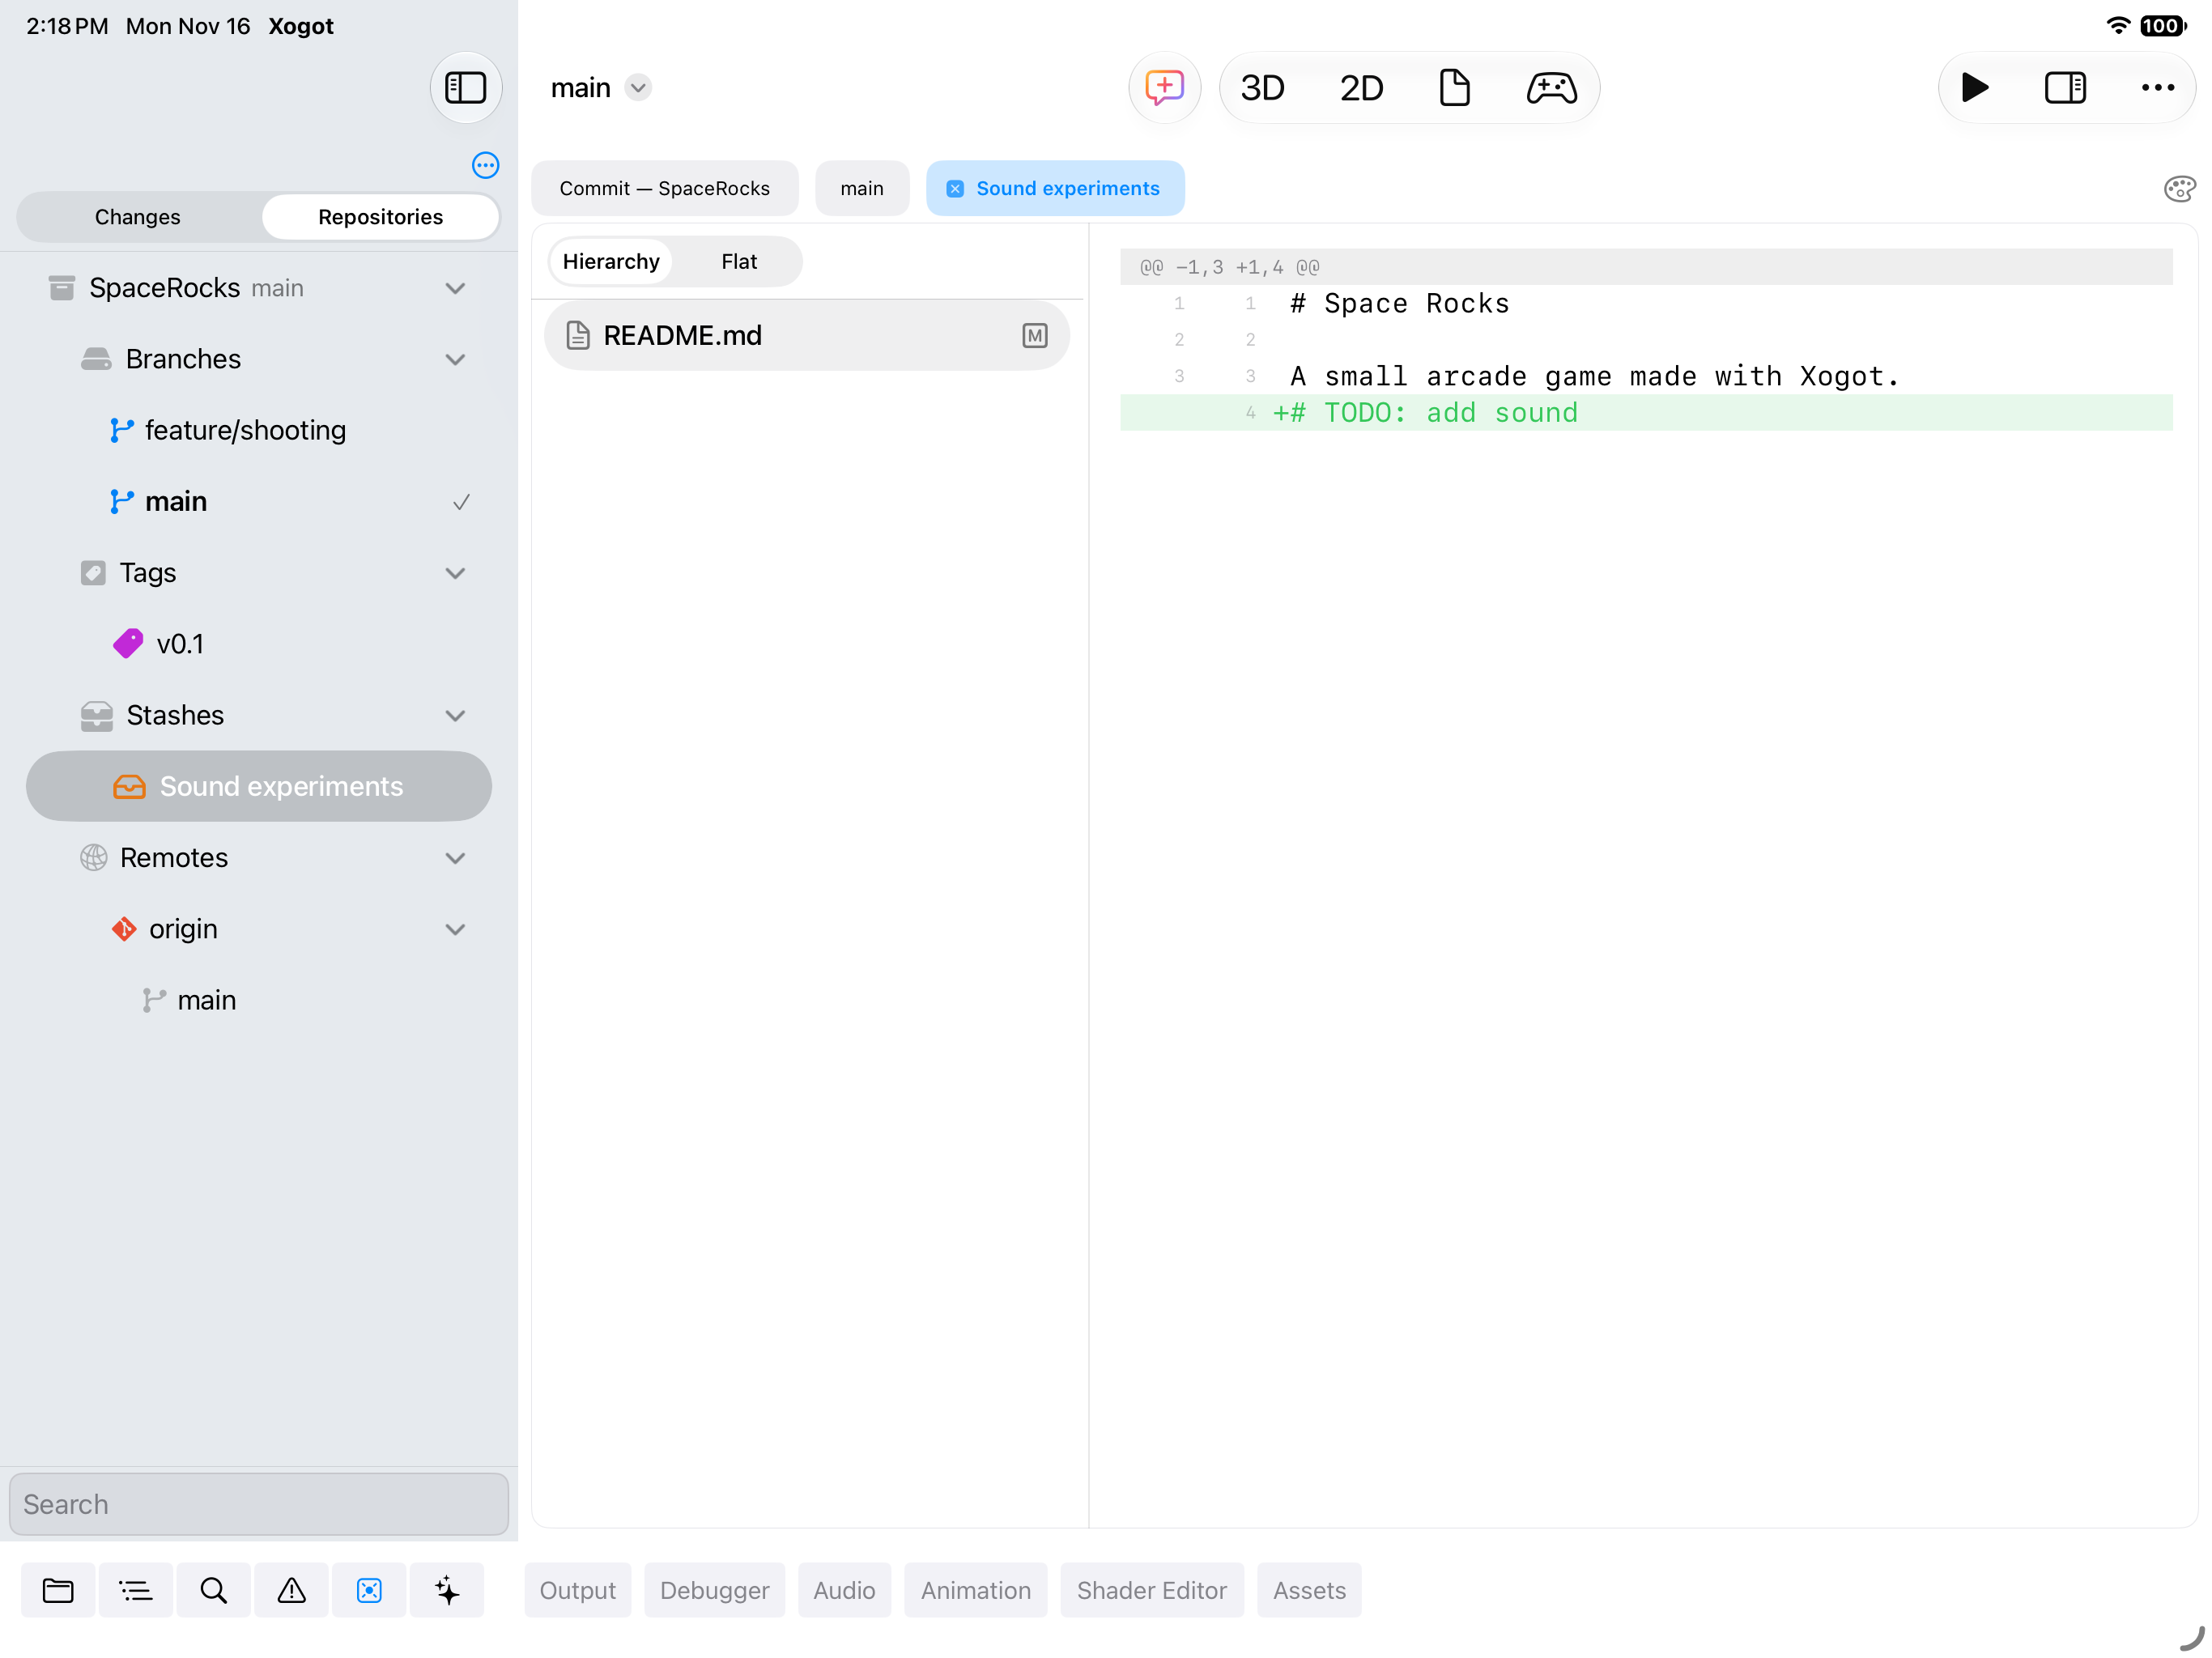 2:18 PM Mon Nov 16 Xogot
100
main
3D 2D
Changes Repositories
Commit — SpaceRocks
main
Sound experiments
SpaceRocks main
Branches
feature/shooting
main
Tags
v0.1
Stashes
Sound experiments
Remotes
origin
main
Search
Hierarchy Flat
README.md M
@@ -1,3 +1,4 @@
1 1 # Space Rocks
2 2
3 3 A small arcade game made with Xogot.
4 +# TODO: add sound
Output Debugger Audio Animation Shader Editor Assets